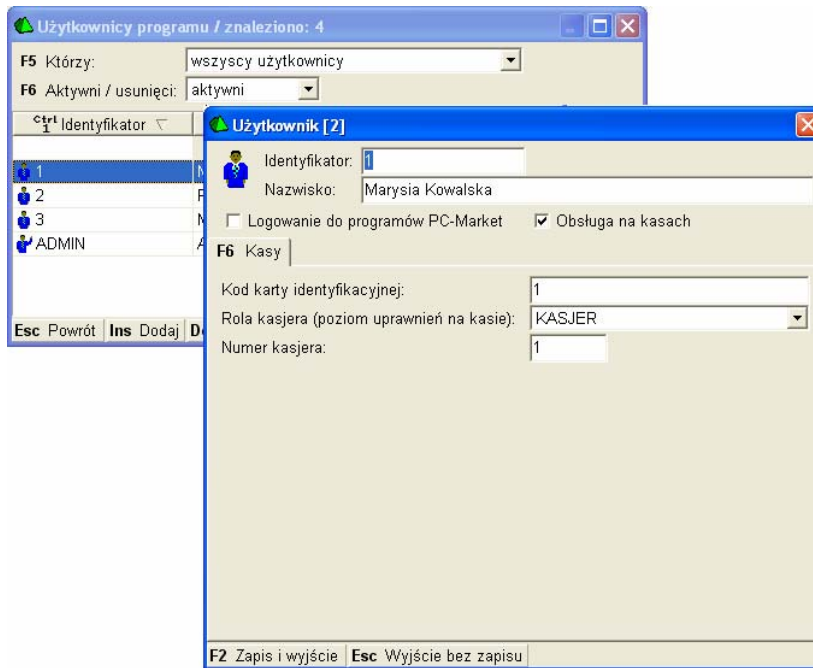 Użytkownicy programu / znaleziono: 4
F5 Którzy: wszyscy użytkownicy
F6 Aktywni / usunięci: aktywni
Ctrl 1 Identyfikator
1
2
3
ADMIN
Esc Powrót Ins Dodaj
Użytkownik [2]
Identyfikator: 1
Nazwisko: Marysia Kowalska
Logowanie do programów PC-Market Obsługa na kasach
F6 Kasy
Kod karty identyfikacyjnej: 1
Rola kasjera (poziom uprawnień na kasie): KASJER
Numer kasjera: 1
F2 Zapis i wyjście Esc Wyjście bez zapisu